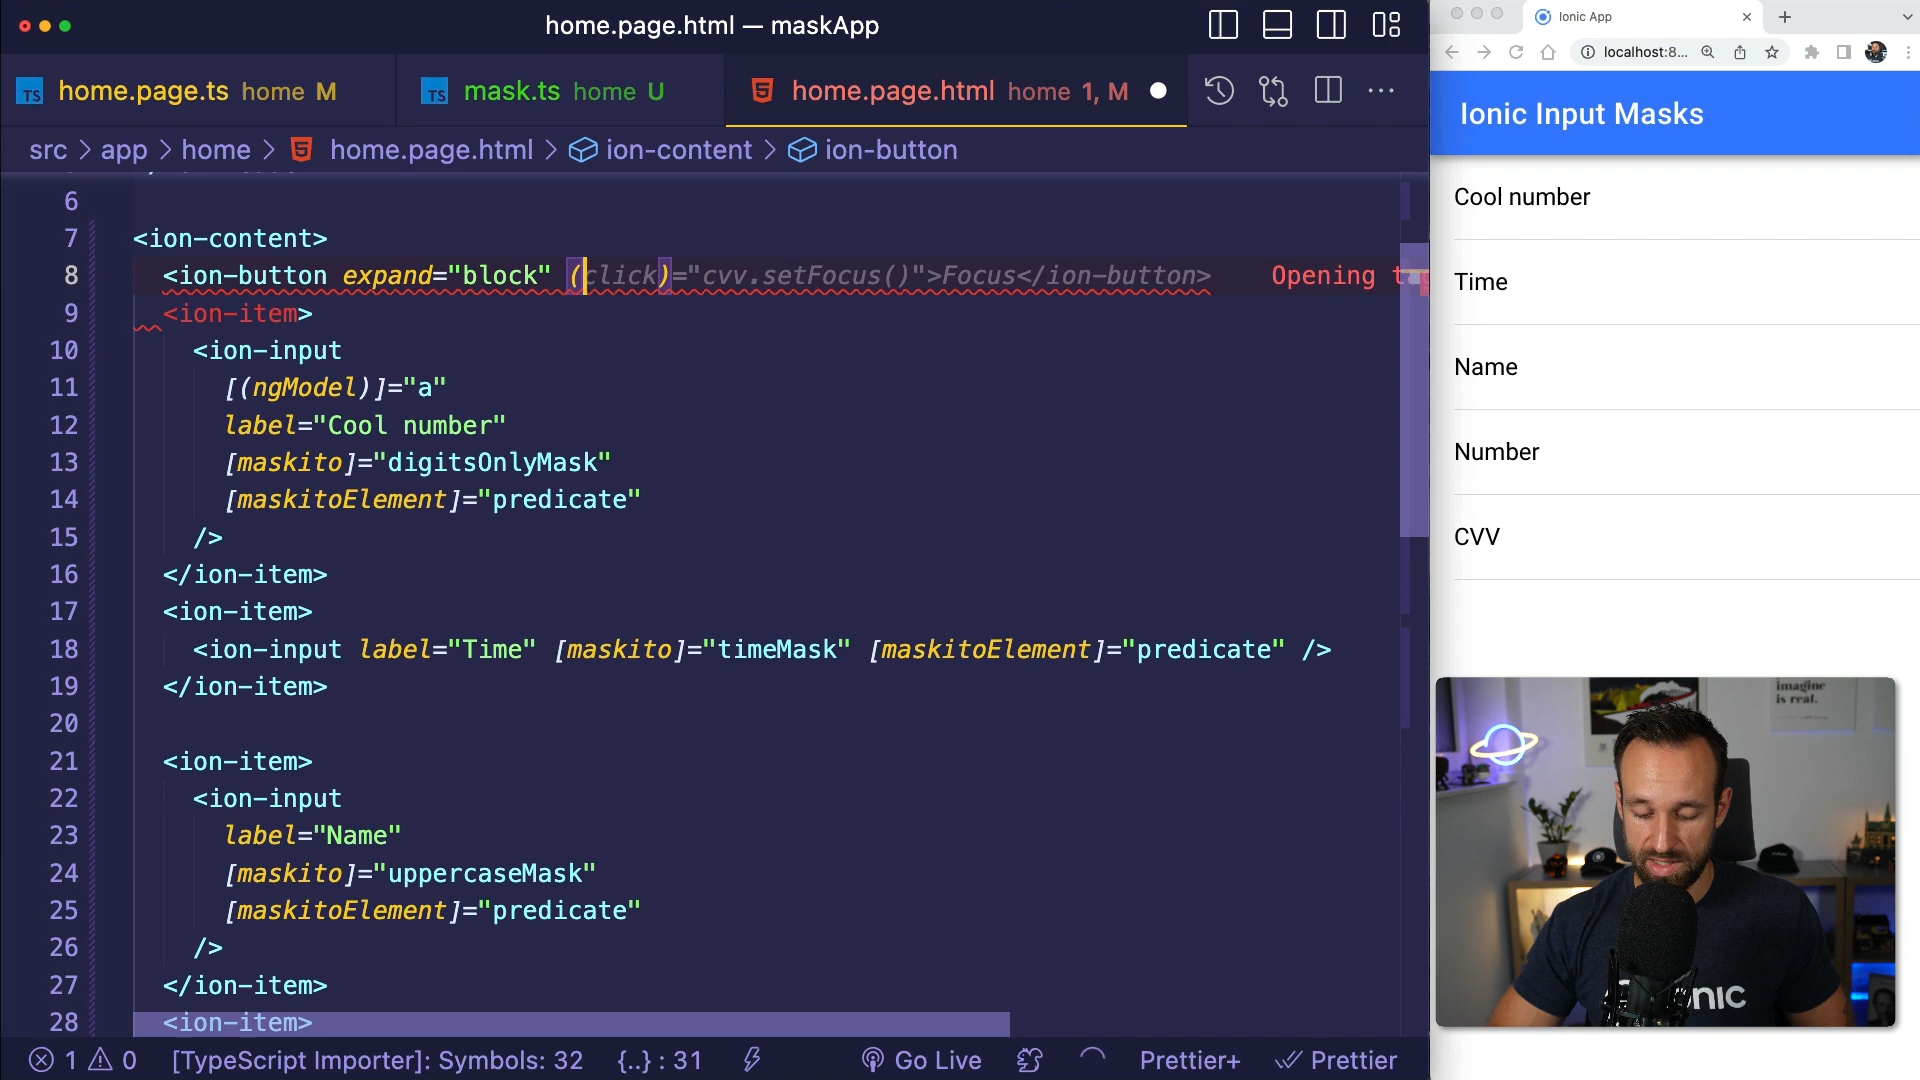 home.page.html — maskApp
home.page.ts home M
mask.ts home U
home.page.html home 1, M
src > app > home > home.page.html > ion-content > ion-button
6
7 <ion-content>
8 <ion-button expand="block" (click)="cvv.setFocus()">Focus</ion-button> Opening
9 <ion-item>
10 <ion-input
11 [(ngModel)]="a"
12 label="Cool number"
13 [maskito]="digitsOnlyMask"
14 [maskitoElement]="predicate"
15 />
16 </ion-item>
17 <ion-item>
18 <ion-input label="Time" [maskito]="timeMask" [maskitoElement]="predicate" />
19 </ion-item>
20
21 <ion-item>
22 <ion-input
23 label="Name"
24 [maskito]="uppercaseMask"
25 [maskitoElement]="predicate"
26 />
27 </ion-item>
28 <ion-item>
1 0 [TypeScript Importer]: Symbols: 32 {..} : 31 Go Live Prettier+ Prettier
Ionic App
localhost:8...
Ionic Input Masks
Cool number
Time
Name
Number
CVV
imagine
is real.